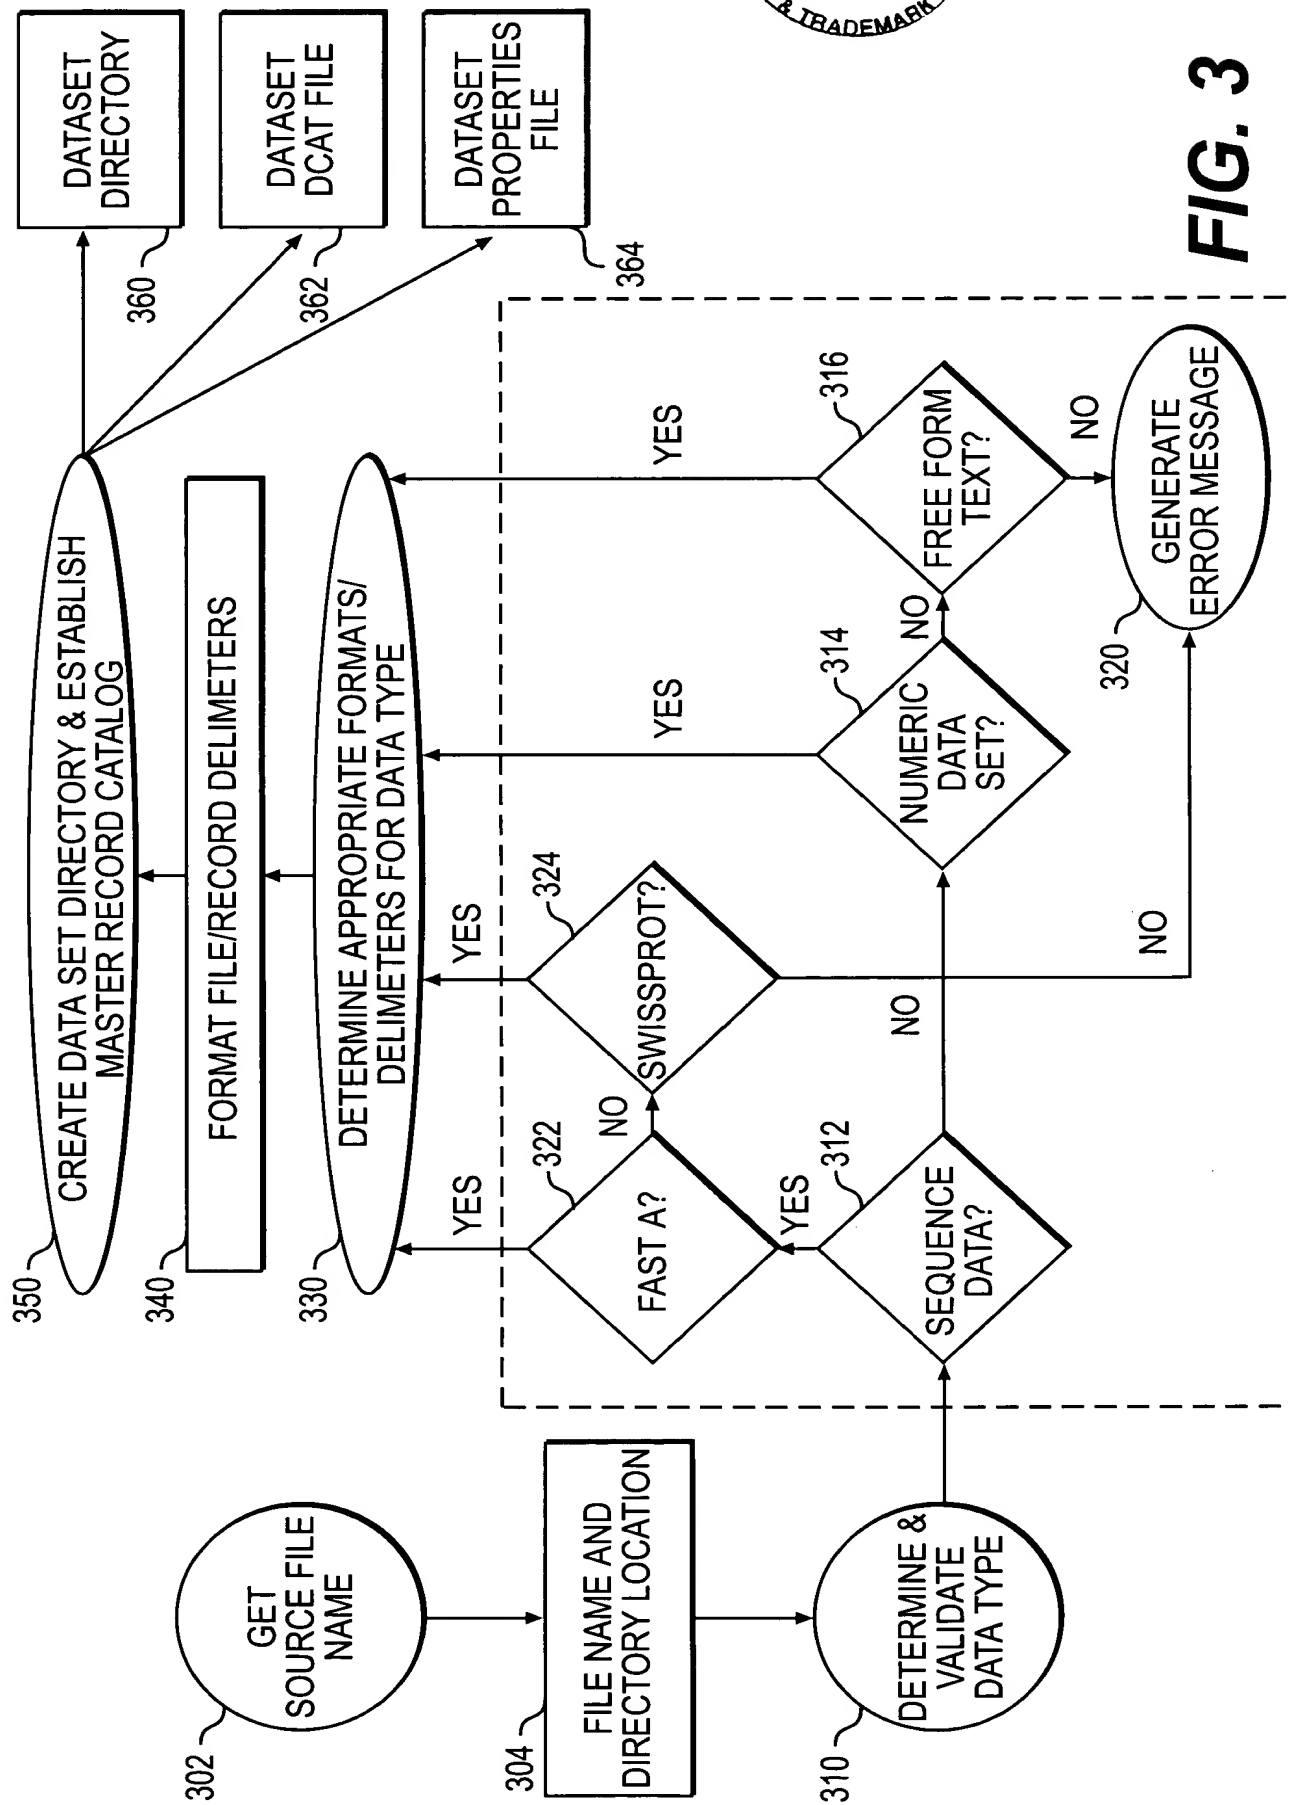 & TRADEMARK
302
GET
SOURCE FILE
NAME
304
FILE NAME AND
DIRECTORY LOCATION
310
DETERMINE &
VALIDATE
DATA TYPE
350
CREATE DATA SET DIRECTORY & ESTABLISH
MASTER RECORD CATALOG
340
FORMAT FILE/RECORD DELIMETERS
330
DETERMINE APPROPRIATE FORMATS/
DELIMETERS FOR DATA TYPE
YES
YES
YES
YES
322
FAST A?
NO
324
SWISSPROT?
YES
312
SEQUENCE
DATA?
NO
314
NUMERIC
DATA
SET?
NO
316
FREE FORM
TEXT?
NO
NO
320
GENERATE
ERROR MESSAGE
360
DATASET
DIRECTORY
362
DATASET
DCAT FILE
364
DATASET
PROPERTIES
FILE
FIG. 3